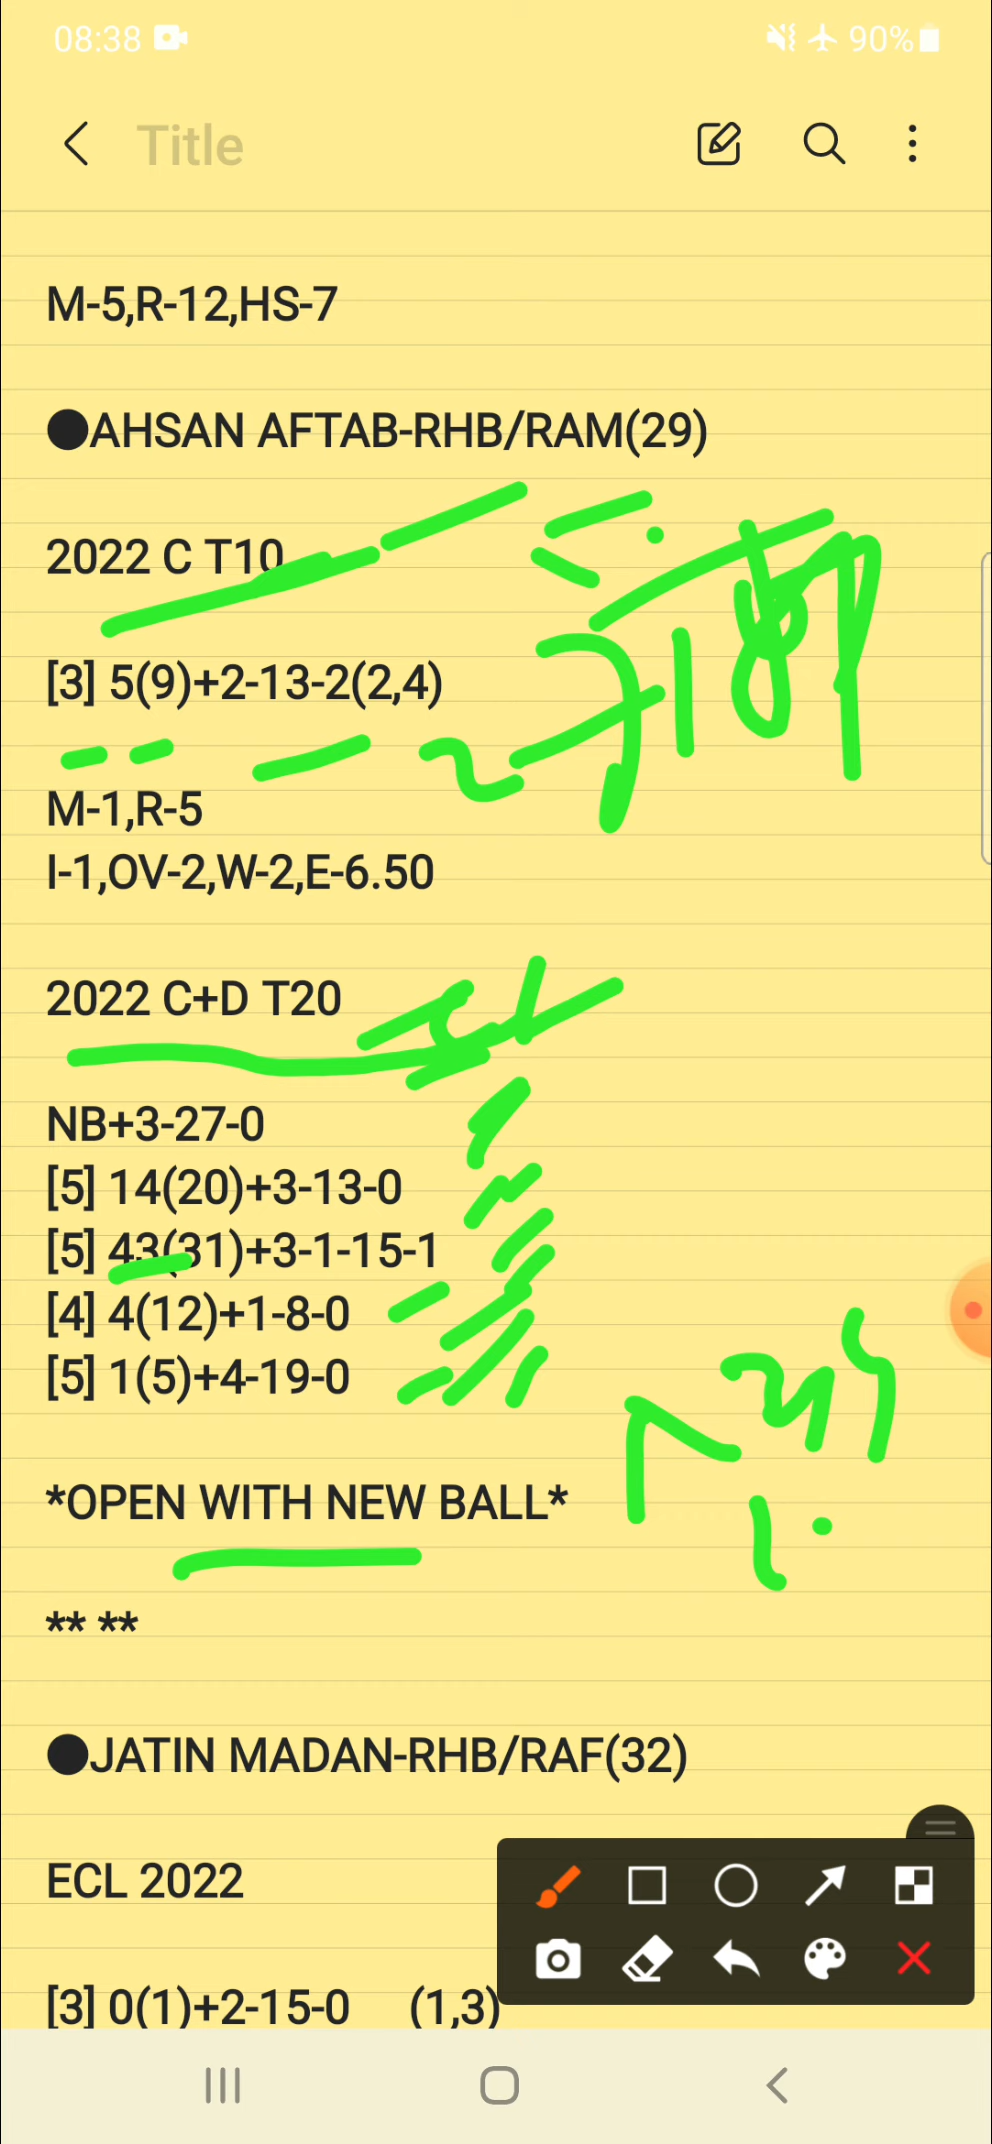 08:38 90%
Title
M-5,R-12,HS-7
●AHSAN AFTAB-RHB/RAM(29)
2022 C T10
[3] 5(9)+2-13-2(2,4)
M-1,R-5
I-1,OV-2,W-2,E-6.50
2022 C+D T20
NB+3-27-0
[5] 14(20)+3-13-0
[5] 43(31)+3-1-15-1
[4] 4(12)+1-8-0
[5] 1(5)+4-19-0
*OPEN WITH NEW BALL*
** **
●JATIN MADAN-RHB/RAF(32)
ECL 2022
[3] 0(1)+2-15-0 (1,3)